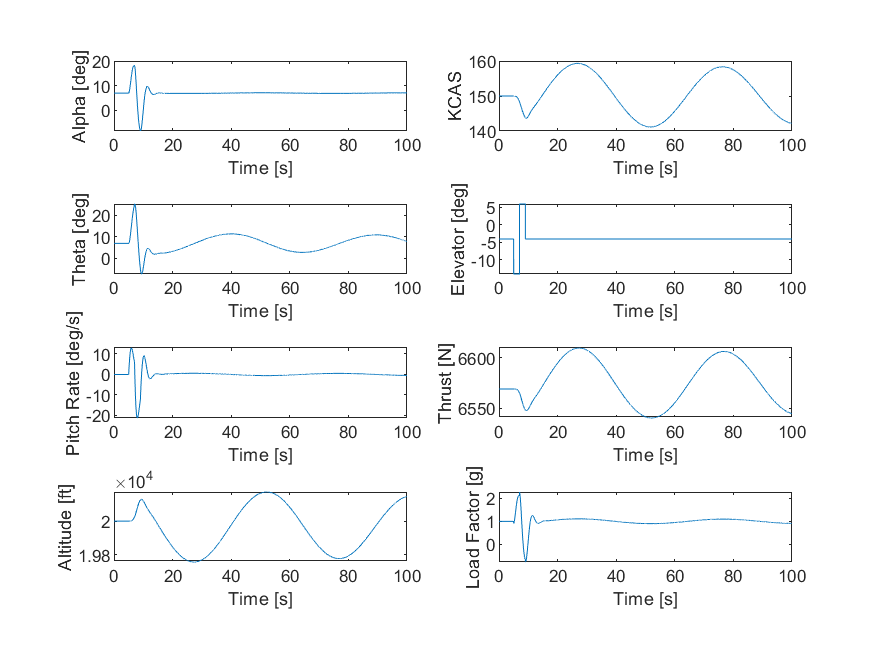 Alpha [deg]
20
10
0
0 20 40 60 80 100
Time [s]
KCAS
160
150
140
0 20 40 60 80 100
Time [s]
Theta [deg]
20
10
0
0 20 40 60 80 100
Time [s]
Elevator [deg]
5
0
-5
-10
0 20 40 60 80 100
Time [s]
Pitch Rate [deg/s]
10
0
-10
-20
0 20 40 60 80 100
Time [s]
Thrust [N]
6600
6550
0 20 40 60 80 100
Time [s]
Altitude [ft]
×10⁴
2
1.98
0 20 40 60 80 100
Time [s]
Load Factor [g]
2
1
0
0 20 40 60 80 100
Time [s]